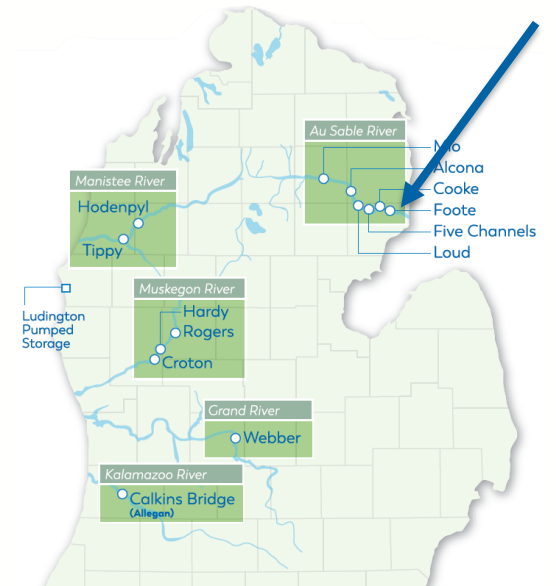 Au Sable River
Mio
Alcona
Cooke
Foote
Five Channels
Loud
Manistee River
Hodenpyl
Tippy
Ludington
Pumped
Storage
Muskegon River
Hardy
Rogers
Croton
Grand River
Webber
Kalamazoo River
Calkins Bridge
(Allegan)